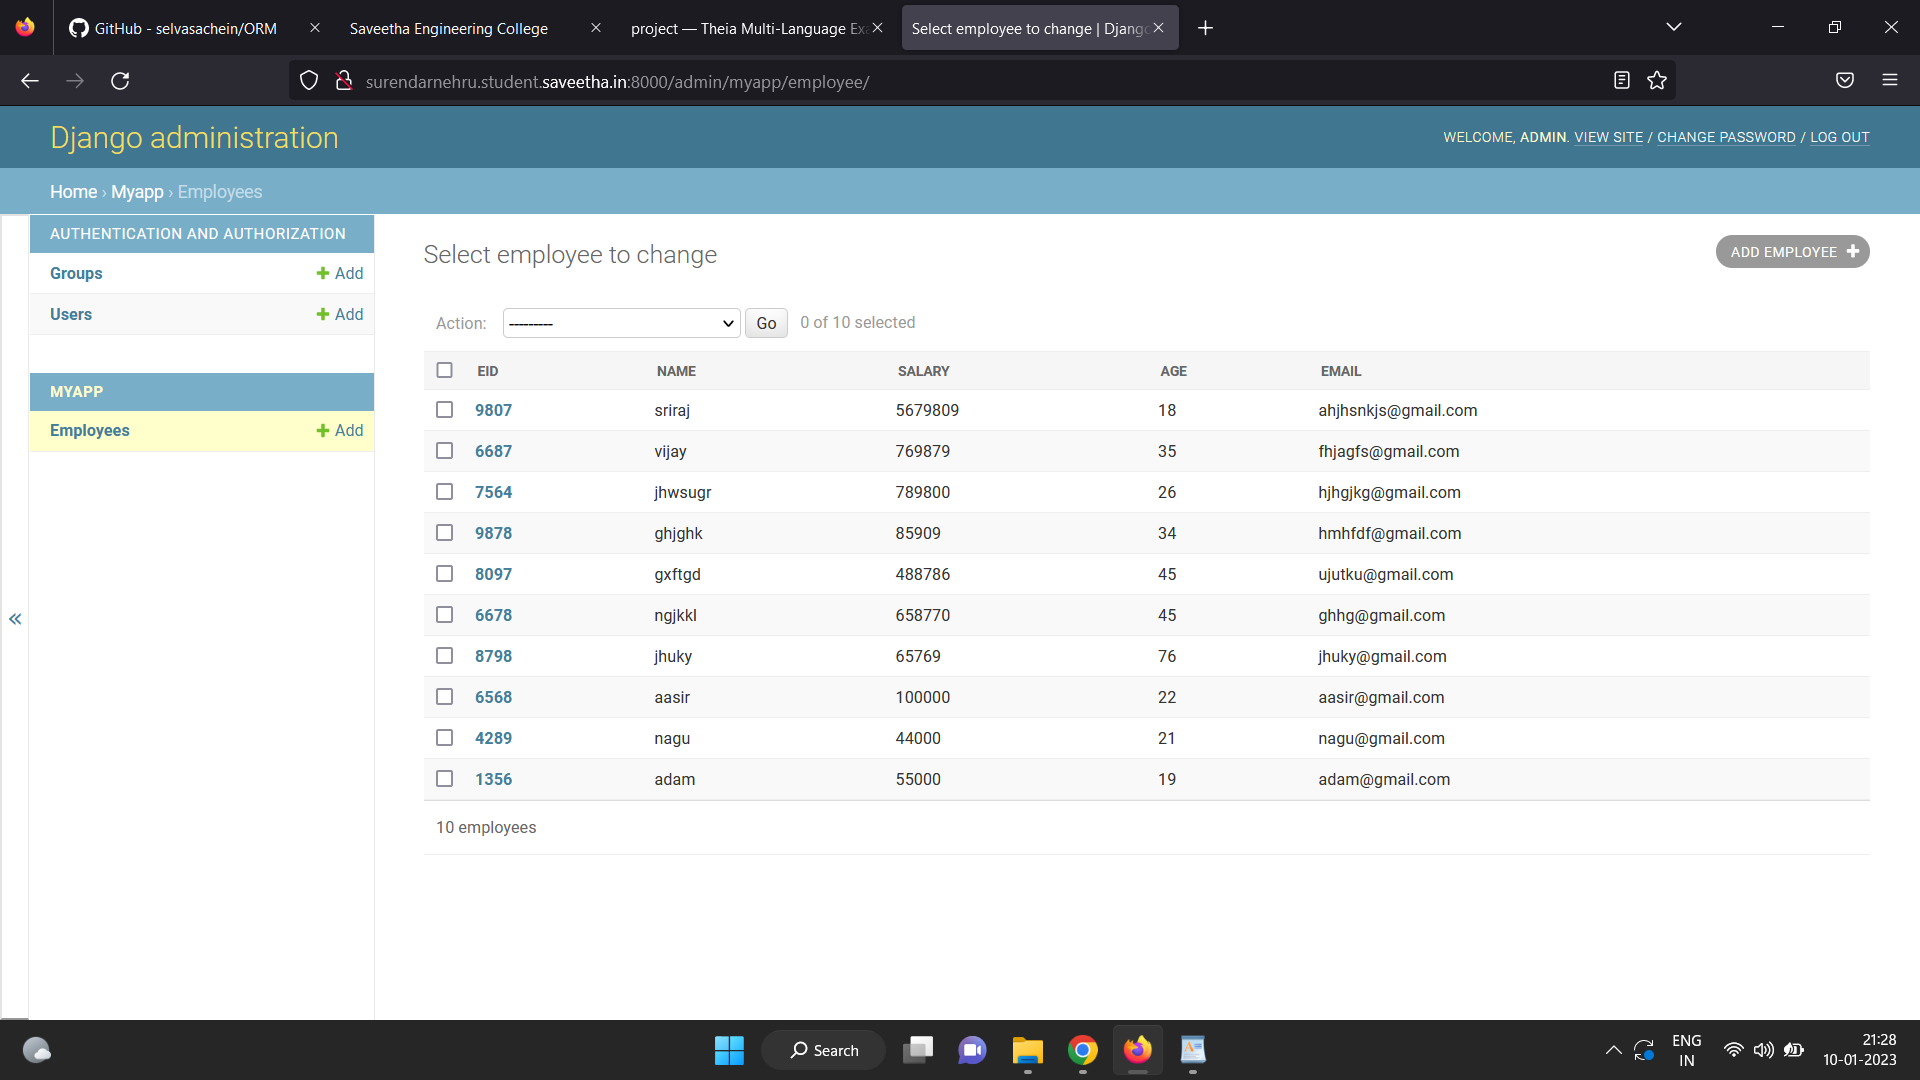 GitHub - selvasachein/ORM
Saveetha Engineering College
project — Theia Multi-Language Exa
Select employee to change | Django
surendarnehru.student.saveetha.in:8000/admin/myapp/employee/
Django administration
WELCOME, ADMIN. VIEW SITE / CHANGE PASSWORD / LOG OUT
Home › Myapp › Employees
AUTHENTICATION AND AUTHORIZATION
Groups Add
Users Add
MYAPP
Employees Add
Select employee to change
ADD EMPLOYEE
Action: --------- Go 0 of 10 selected
EID NAME SALARY AGE EMAIL
9807 sriraj 5679809 18 ahjhsnkjs@gmail.com
6687 vijay 769879 35 fhjagfs@gmail.com
7564 jhwsugr 789800 26 hjhgjkg@gmail.com
9878 ghjghk 85909 34 hmhfdf@gmail.com
8097 gxftgd 488786 45 ujutku@gmail.com
6678 ngjkkl 658770 45 ghhg@gmail.com
8798 jhuky 65769 76 jhuky@gmail.com
6568 aasir 100000 22 aasir@gmail.com
4289 nagu 44000 21 nagu@gmail.com
1356 adam 55000 19 adam@gmail.com
10 employees
Search
ENG
IN
21:28
10-01-2023